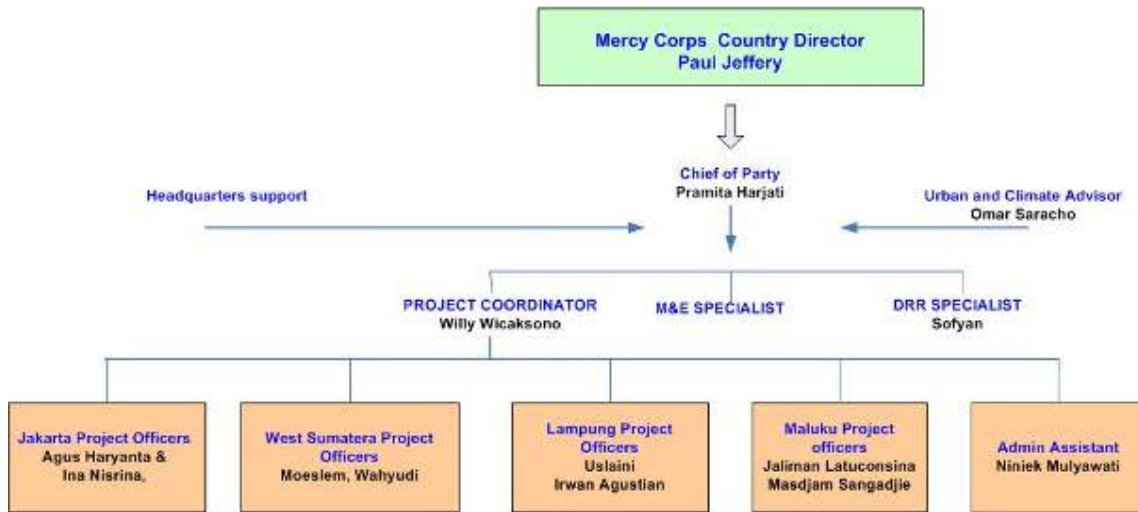 Mercy Corps Country Director
Paul Jeffery
Chief of Party
Pramita Harjati
Headquarters support
Urban and Climate Advisor
Omar Saracho
PROJECT COORDINATOR
Willy Wicaksono
M&E SPECIALIST
DRR SPECIALIST
Sofyan
Jakarta Project Officers
Agus Haryanta &
Ina Nisrina,
West Sumatera Project
Officers
Moeslem, Wahyudi
Lampung Project
Officers
Uslaini
Irwan Agustian
Maluku Project
officers
Jaliman Latuconsina
Masdjam Sangadjie
Admin Assistant
Niniek Mulyawati